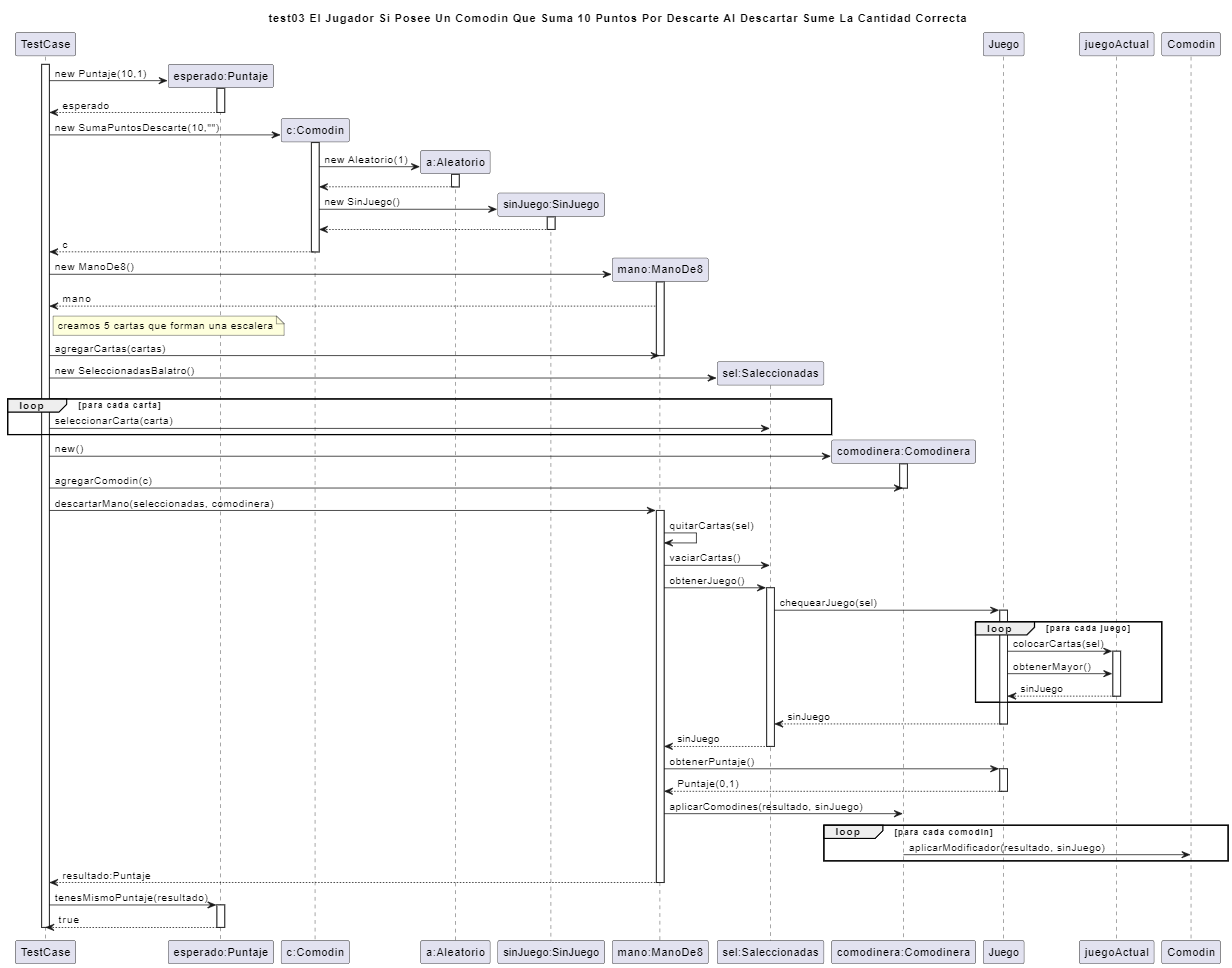 test03 El Jugador Si Posee Un Comodin Que Suma 10 Puntos Por Descarte Al Descartar Sume La Cantidad Correcta
TestCase
Juego
juegoActual
Comodin
new Puntaje(10,1)
esperado:Puntaje
esperado
new SumaPuntosDescarte(10,"")
c:Comodin
new Aleatorio(1)
a:Aleatorio
new SinJuego()
sinJuego:SinJuego
c
new ManoDe8()
mano:ManoDe8
mano
creamos 5 cartas que forman una escalera
agregarCartas(cartas)
new SeleccionadasBalatro()
sel:Saleccionadas
loop [para cada carta]
seleccionarCarta(carta)
new()
comodinera:Comodinera
agregarComodin(c)
descartarMano(seleccionadas, comodinera)
quitarCartas(sel)
vaciarCartas()
obtenerJuego()
chequearJuego(sel)
loop [para cada juego]
colocarCartas(sel)
obtenerMayor()
sinJuego
sinJuego
sinJuego
obtenerPuntaje()
Puntaje(0,1)
aplicarComodines(resultado, sinJuego)
loop [para cada comodin]
aplicarModificador(resultado, sinJuego)
resultado:Puntaje
tenesMismoPuntaje(resultado)
true
TestCase
esperado:Puntaje
c:Comodin
a:Aleatorio
sinJuego:SinJuego
mano:ManoDe8
sel:Saleccionadas
comodinera:Comodinera
Juego
juegoActual
Comodin